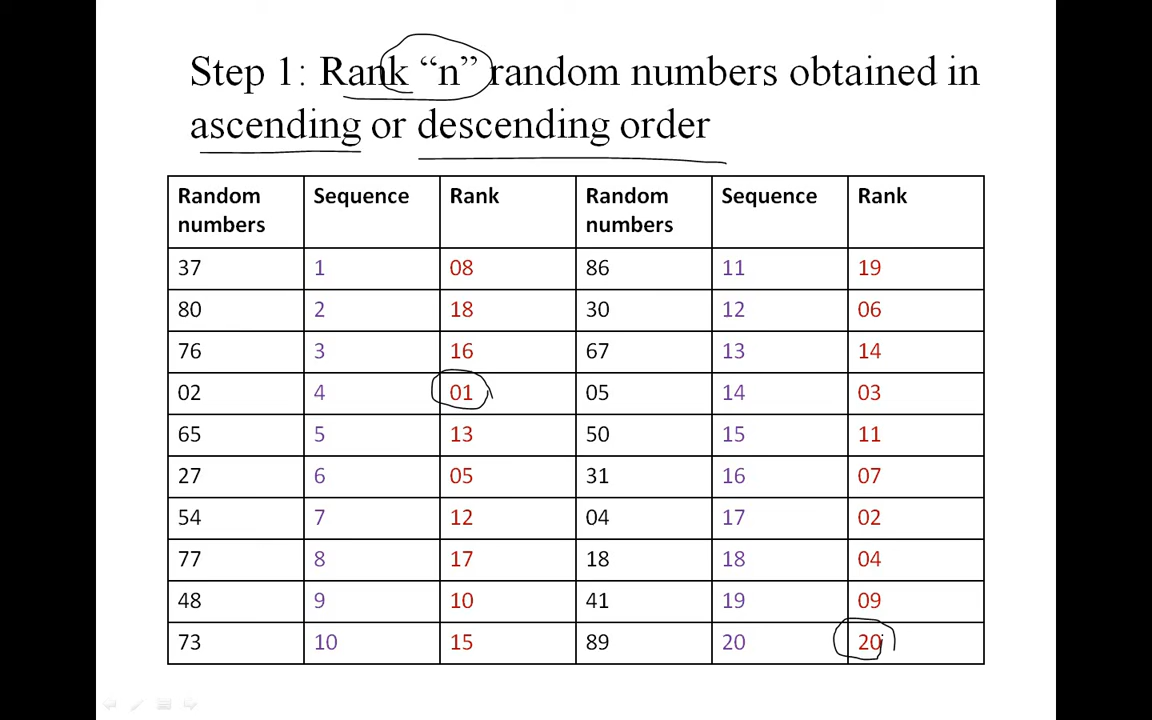 Step 1: Rank “n” random numbers obtained in
ascending or descending order
Random numbers Sequence Rank Random numbers Sequence Rank
37 1 08 86 11 19
80 2 18 30 12 06
76 3 16 67 13 14
02 4 01 05 14 03
65 5 13 50 15 11
27 6 05 31 16 07
54 7 12 04 17 02
77 8 17 18 18 04
48 9 10 41 19 09
73 10 15 89 20 20